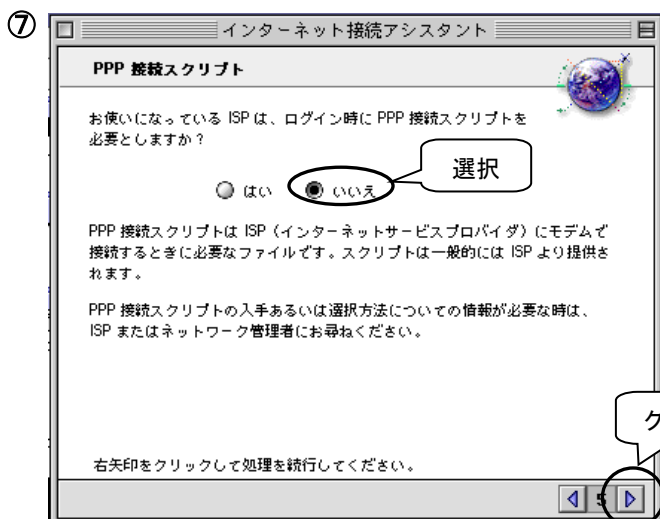 ⑦
インターネット接続アシスタント
PPP 接続スクリプト
お使いになっている ISP は、ログイン時に PPP 接続スクリプトを
必要としますか？
はい いいえ
選択
PPP 接続スクリプトは ISP（インターネットサービスプロバイダ）にモデムで
接続するときに必要なファイルです。スクリプトは一般的には ISP より提供さ
れます。
PPP 接続スクリプトの入手あるいは選択方法についての情報が必要な時は、
ISP またはネットワーク管理者にお尋ねください。
ク
右矢印をクリックして処理を続行してください。
5